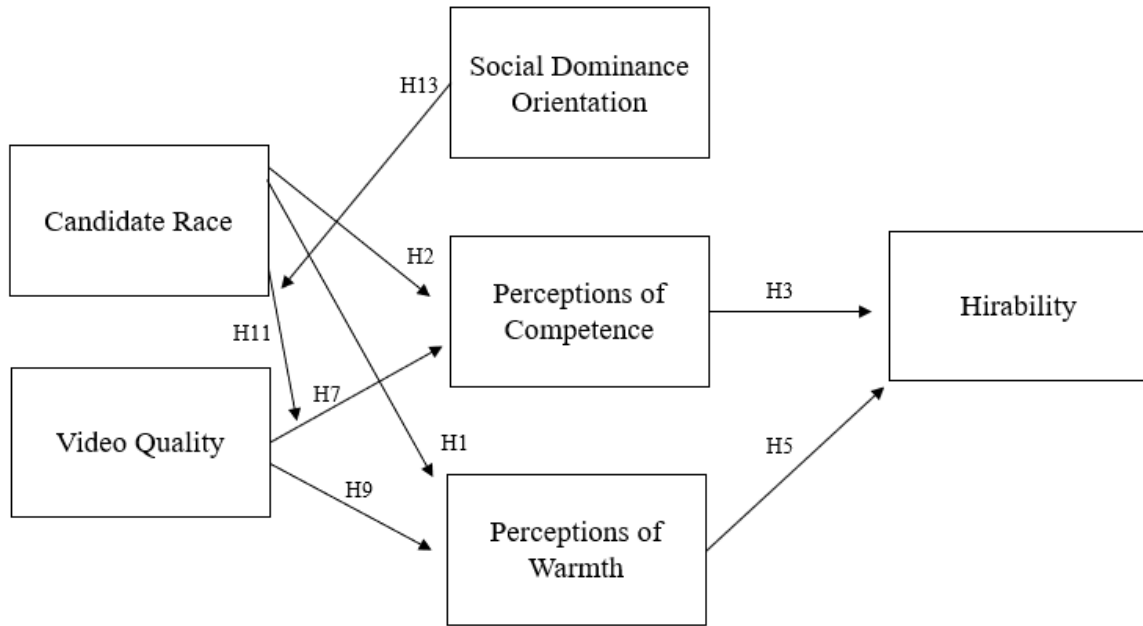 Social Dominance
Orientation
H13
Candidate Race
H2
Perceptions of
Competence
H3
Hirability
H11
H7
Video Quality
H1
H5
H9
Perceptions of
Warmth